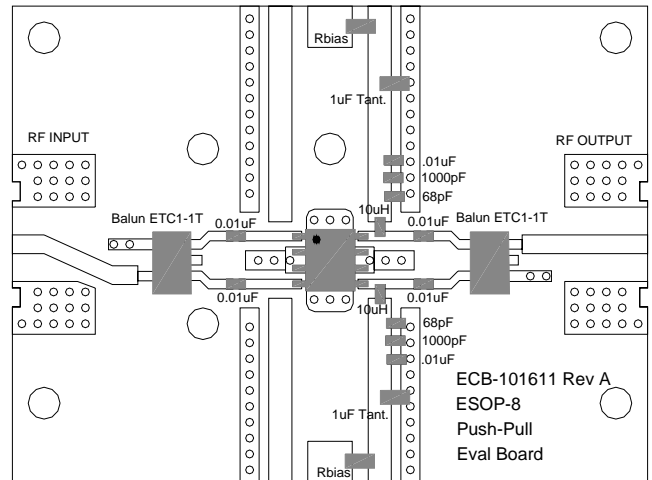 Rbias
1uF Tant.
RF INPUT
RF OUTPUT
.01uF
1000pF
68pF
Balun ETC1-1T
0.01uF
10uH
0.01uF
Balun ETC1-1T
0.01uF
10uH
0.01uF
68pF
1000pF
.01uF
1uF Tant.
Rbias
ECB-101611 Rev A
ESOP-8
Push-Pull
Eval Board